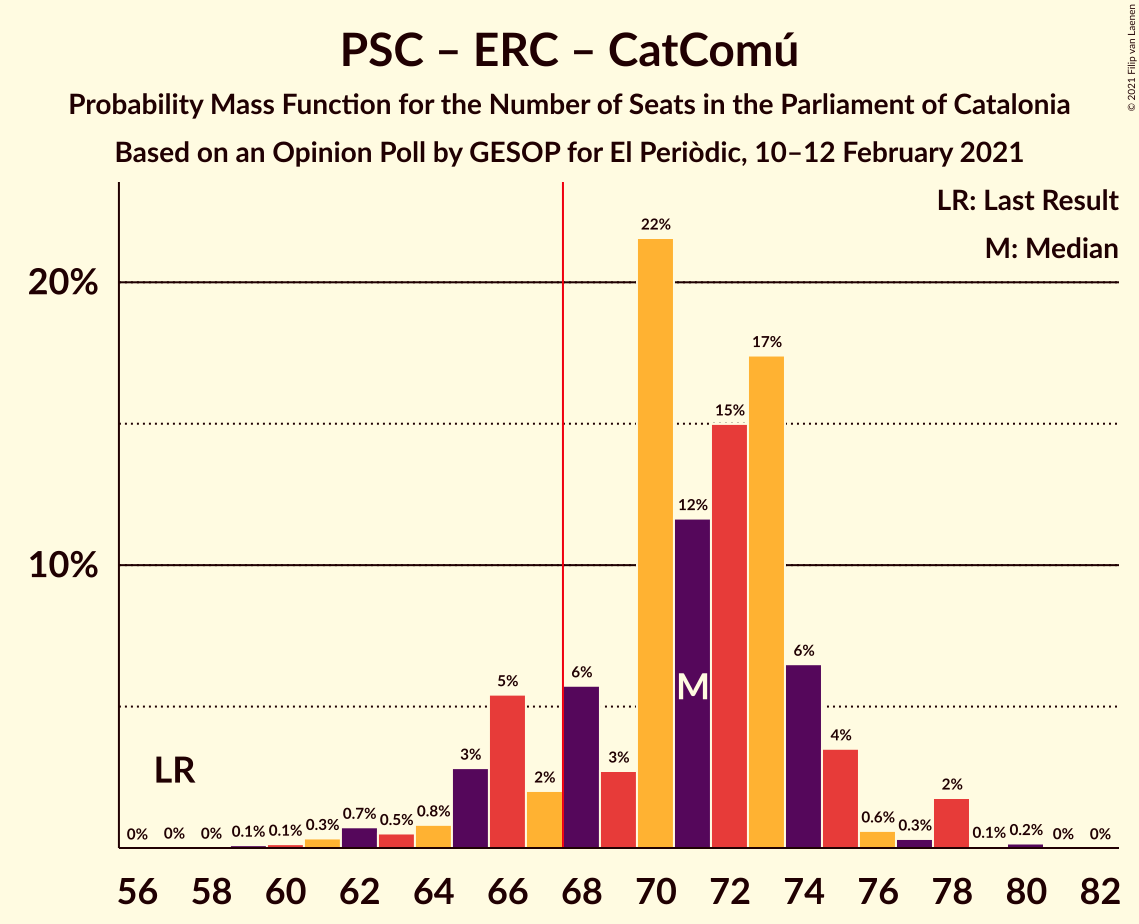 PSC – ERC – CatComú
Probability Mass Function for the Number of Seats in the Parliament of Catalonia
Based on an Opinion Poll by GESOP for El Periòdic, 10–12 February 2021
© 2021 Filip van Laenen
LR: Last Result
M: Median
20%
10%
22%
17%
15%
12%
M
6%
6%
5%
4%
3%
3%
2%
2%
LR
0% 0% 0% 0.1% 0.1% 0.3% 0.7% 0.5% 0.8% 0.6% 0.3% 0.1% 0.2% 0% 0%
56 58 60 62 64 66 68 70 72 74 76 78 80 82